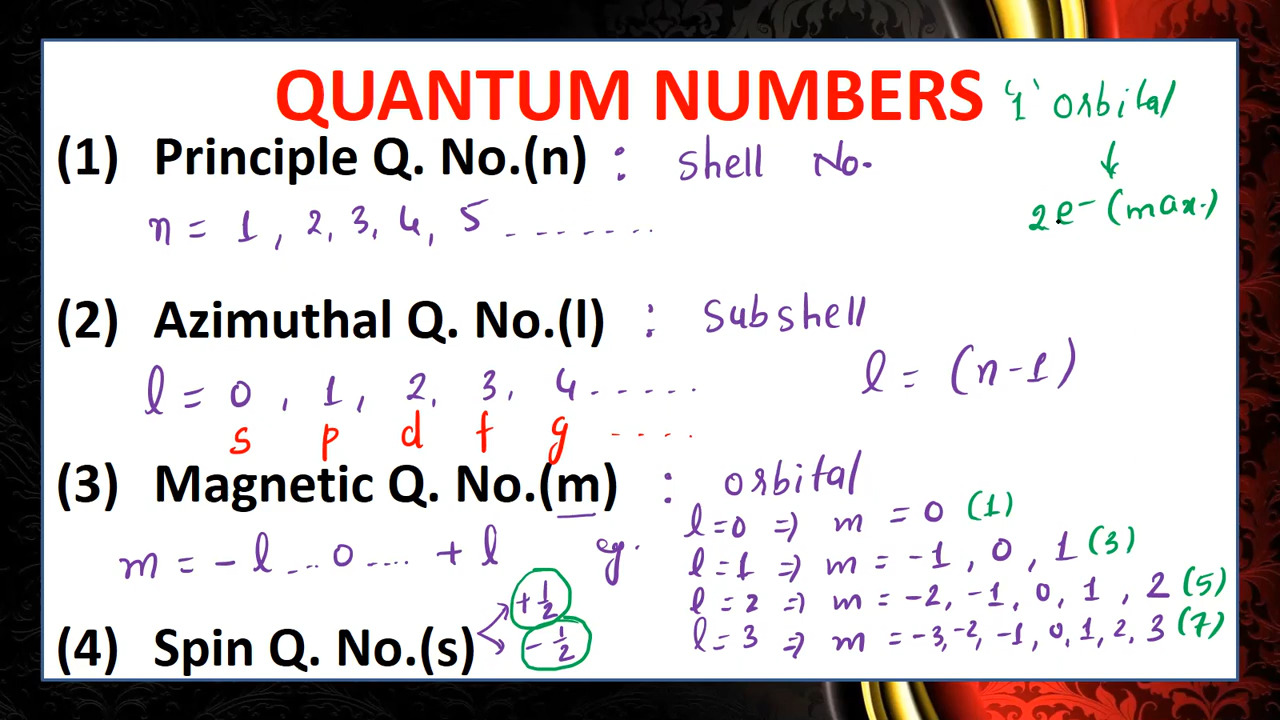 QUANTUM NUMBERS
'1' orbital
↓
2e⁻ (max.)
(1) Principle Q. No.(n) : shell No.
n = 1, 2, 3, 4, 5 .......
(2) Azimuthal Q. No.(l) : Subshell
l = 0, 1, 2, 3, 4 ..... l = (n-1)
s p d f g ....
(3) Magnetic Q. No.(m) : orbital
m = -l ... 0 .... +l eg. l=0 => m = 0 (1)
l=1 => m = -1, 0, 1 (3)
l=2 => m = -2, -1, 0, 1, 2 (5)
l=3 => m = -3, -2, -1, 0, 1, 2, 3 (7)
(4) Spin Q. No.(s) +1/2
-1/2